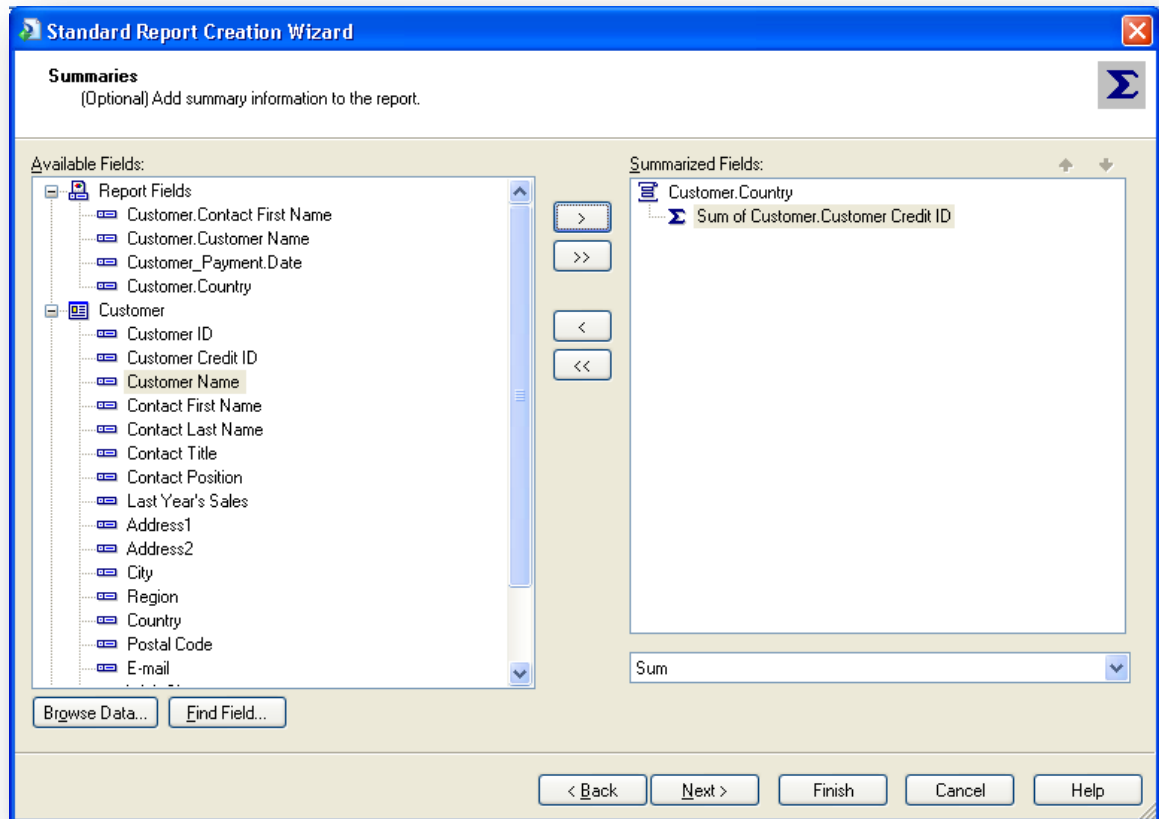 Standard Report Creation Wizard
Summaries
(Optional) Add summary information to the report.
Available Fields:
Report Fields
Customer.Contact First Name
Customer.Customer Name
Customer_Payment.Date
Customer.Country
Customer
Customer ID
Customer Credit ID
Customer Name
Contact First Name
Contact Last Name
Contact Title
Contact Position
Last Year's Sales
Address1
Address2
City
Region
Country
Postal Code
E-mail
Browse Data...
Find Field...
>
>>
<
<<
Summarized Fields:
Customer.Country
Σ Sum of Customer.Customer Credit ID
Sum
< Back
Next >
Finish
Cancel
Help